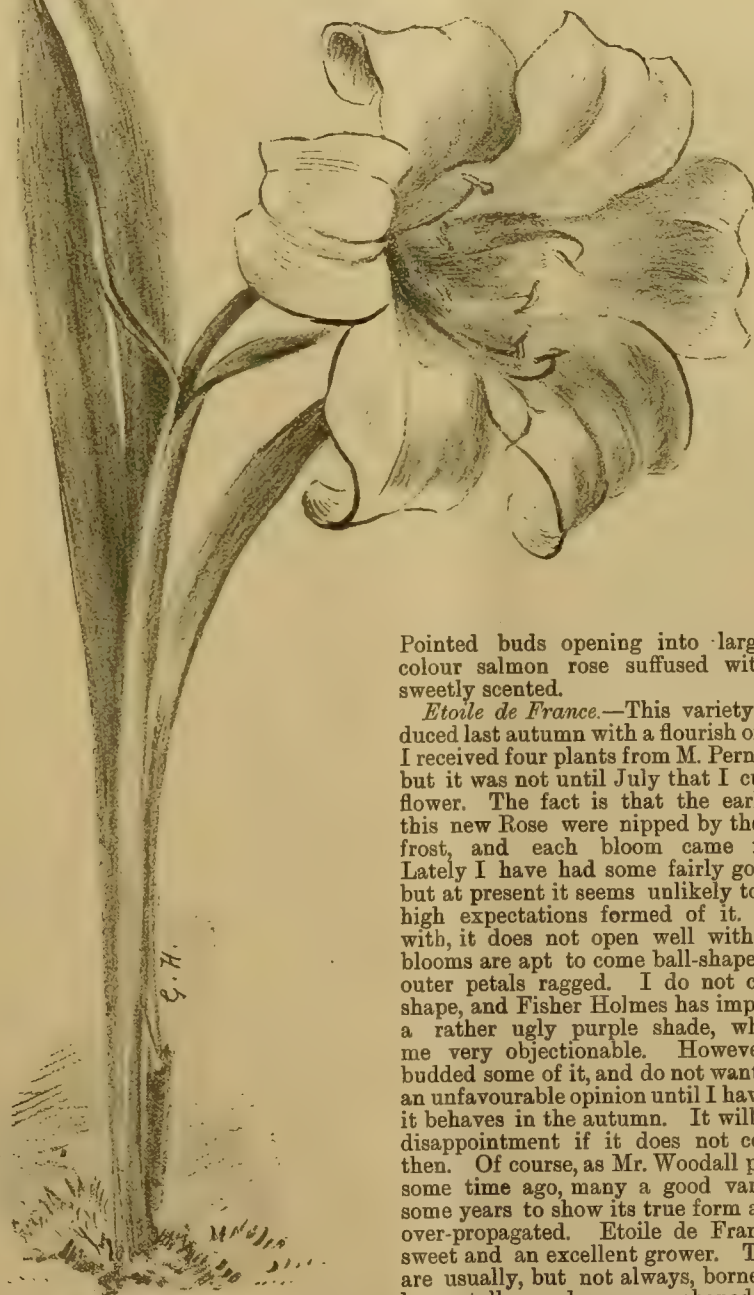 G. H.
Pointed buds opening into larg
colour salmon rose suffused wit
sweetly scented.
Etoile de France.—This variety
duced last autumn with a flourish o
I received four plants from M. Pern
but it was not until July that I cu
flower. The fact is that the ear
this new Rose were nipped by the
frost, and each bloom came
Lately I have had some fairly go
but at present it seems unlikely to
high expectations formed of it.
with, it does not open well with
blooms are apt to come ball-shape
outer petals ragged. I do not c
shape, and Fisher Holmes has imp
a rather ugly purple shade, wh
me very objectionable. Howeve
budded some of it, and do not want
an unfavourable opinion until I hav
it behaves in the autumn. It will
disappointment if it does not co
then. Of course, as Mr. Woodall p
some time ago, many a good var
some years to show its true form a
over-propagated. Etoile de Fran
sweet and an excellent grower. T
are usually, but not always, borne